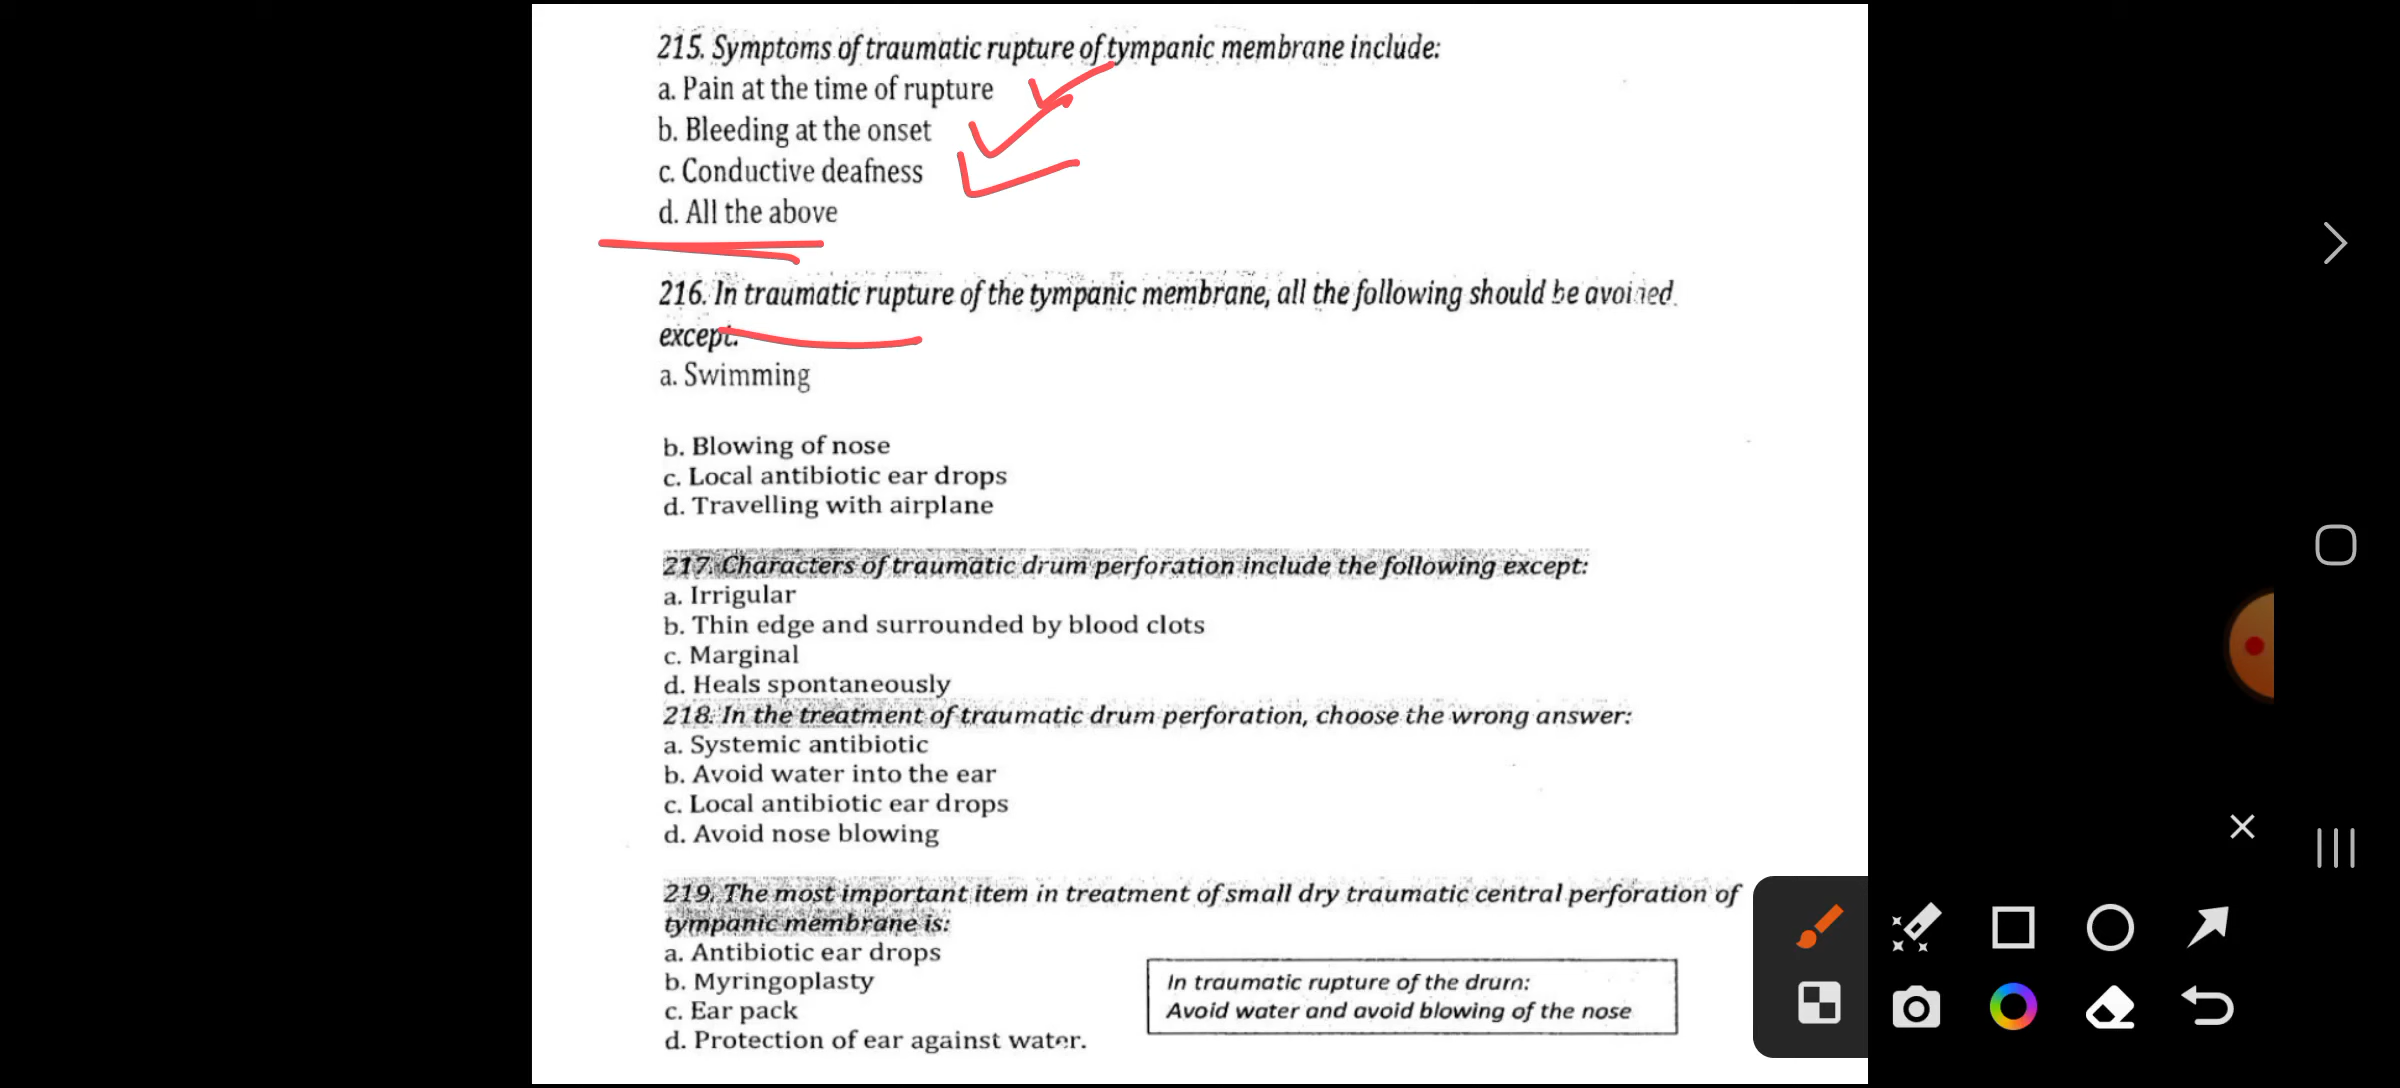 215. Symptoms of traumatic rupture of tympanic membrane include:
a. Pain at the time of rupture
b. Bleeding at the onset
c. Conductive deafness
d. All the above
216. In traumatic rupture of the tympanic membrane, all the following should be avoided
except:
a. Swimming
b. Blowing of nose
c. Local antibiotic ear drops
d. Travelling with airplane
217. Characters of traumatic drum perforation include the following except:
a. Irrigular
b. Thin edge and surrounded by blood clots
c. Marginal
d. Heals spontaneously
218. In the treatment of traumatic drum perforation, choose the wrong answer:
a. Systemic antibiotic
b. Avoid water into the ear
c. Local antibiotic ear drops
d. Avoid nose blowing
219. The most important item in treatment of small dry traumatic central perforation of
tympanic membrane is:
a. Antibiotic ear drops
b. Myringoplasty
c. Ear pack
d. Protection of ear against water.
In traumatic rupture of the drum:
Avoid water and avoid blowing of the nose